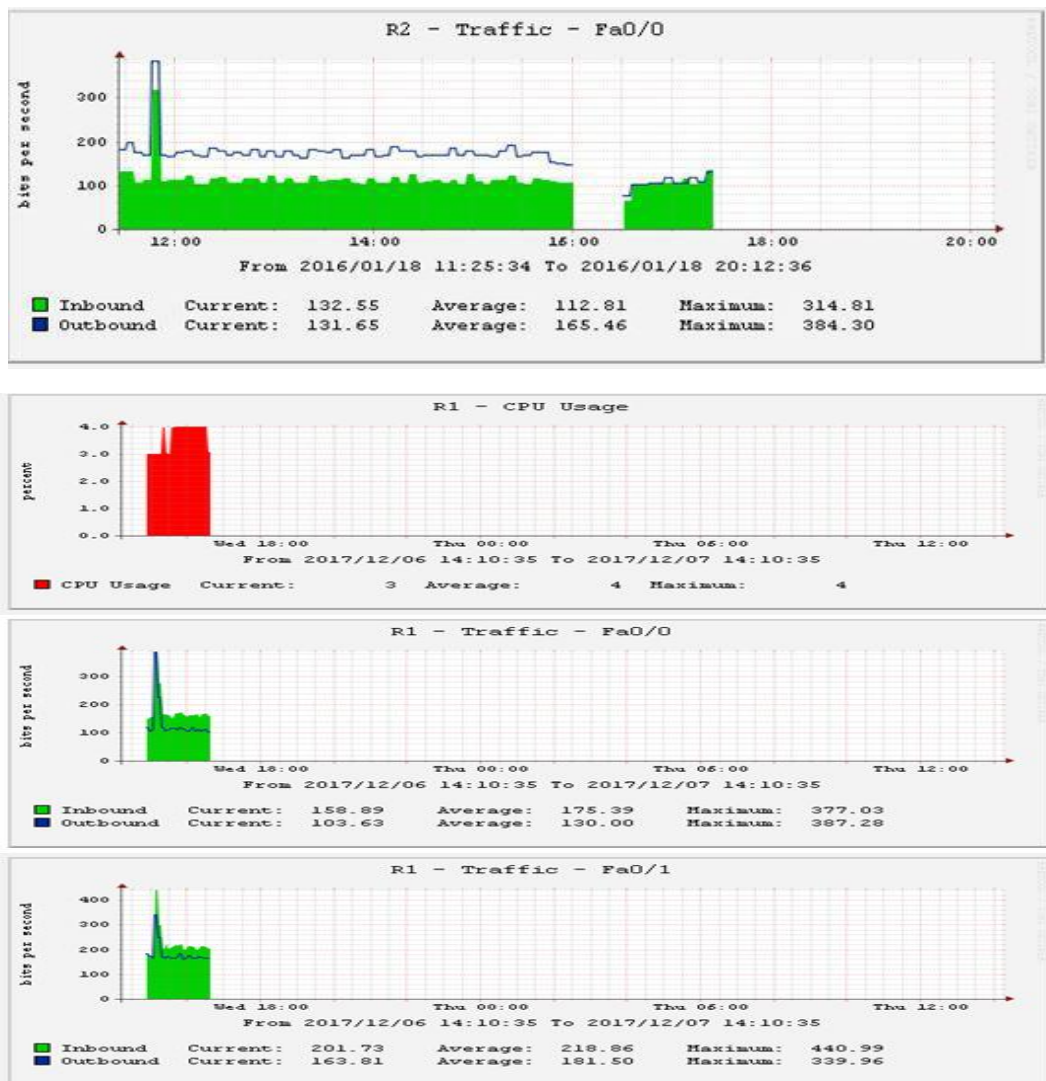 R2 - Traffic - Fa0/0
bits per second
300
200
100
0
12:00 14:00 16:00 18:00 20:00
From 2016/01/18 11:25:34 To 2016/01/18 20:12:36
Inbound Current: 132.55 Average: 112.81 Maximum: 314.81
Outbound Current: 131.65 Average: 165.46 Maximum: 384.30
R1 - CPU Usage
percent
4.0
3.0
2.0
1.0
0.0
Wed 18:00 Thu 00:00 Thu 06:00 Thu 12:00
From 2017/12/06 14:10:35 To 2017/12/07 14:10:35
CPU Usage Current: 3 Average: 4 Maximum: 4
R1 - Traffic - Fa0/0
bits per second
300
200
100
0
Wed 18:00 Thu 00:00 Thu 06:00 Thu 12:00
From 2017/12/06 14:10:35 To 2017/12/07 14:10:35
Inbound Current: 158.89 Average: 175.39 Maximum: 377.03
Outbound Current: 103.63 Average: 130.00 Maximum: 387.28
R1 - Traffic - Fa0/1
bits per second
400
300
200
100
0
Wed 18:00 Thu 00:00 Thu 06:00 Thu 12:00
From 2017/12/06 14:10:35 To 2017/12/07 14:10:35
Inbound Current: 201.73 Average: 218.86 Maximum: 440.99
Outbound Current: 163.81 Average: 181.50 Maximum: 339.96